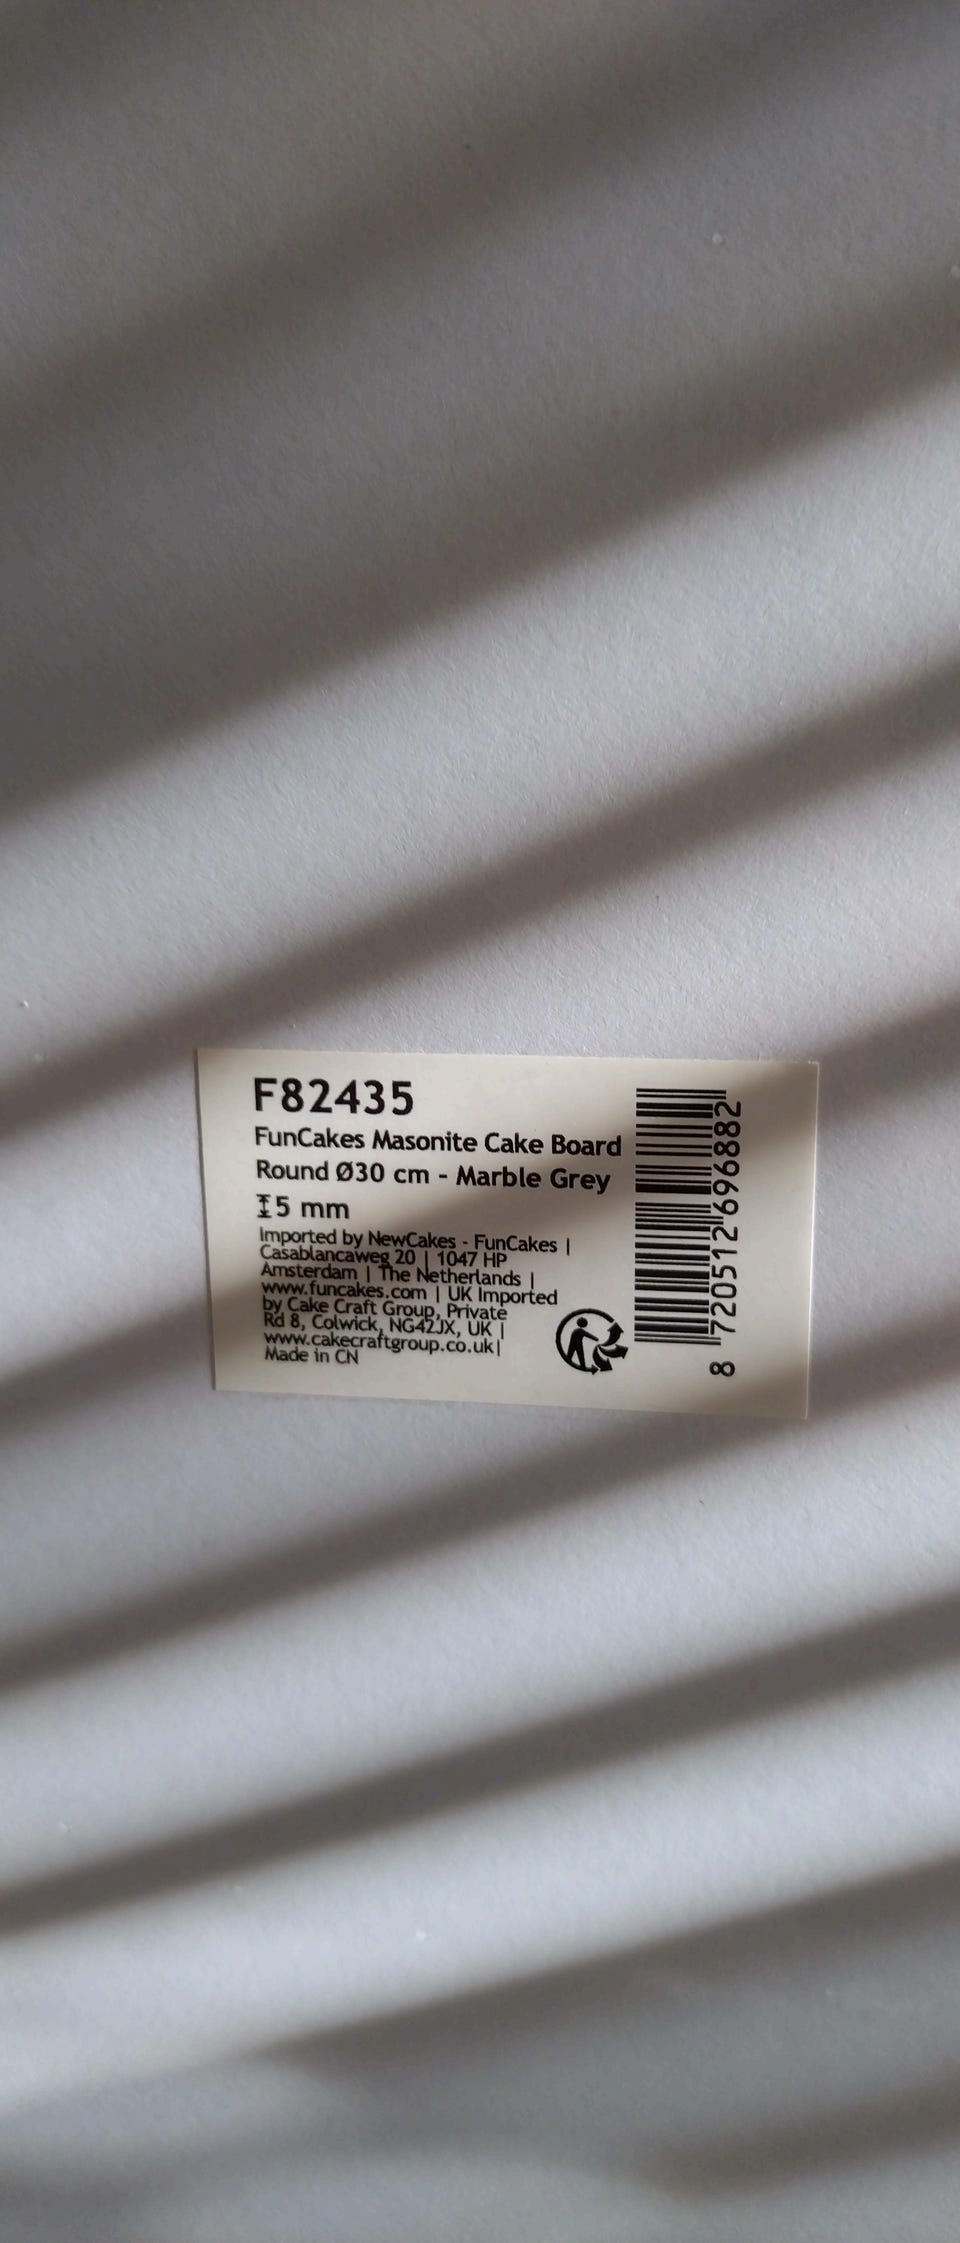 F82435
FunCakes Masonite Cake Board
Round Ø30 cm - Marble Grey
5 mm
Imported by NewCakes - FunCakes |
Casablancaweg 20 | 1047 HP
Amsterdam | The Netherlands |
www.funcakes.com | UK Imported
by Cake Craft Group, Private
Rd 8, Colwick, NG42JX, UK |
www.cakecraftgroup.co.uk|
Made in CN
8 720512 696882